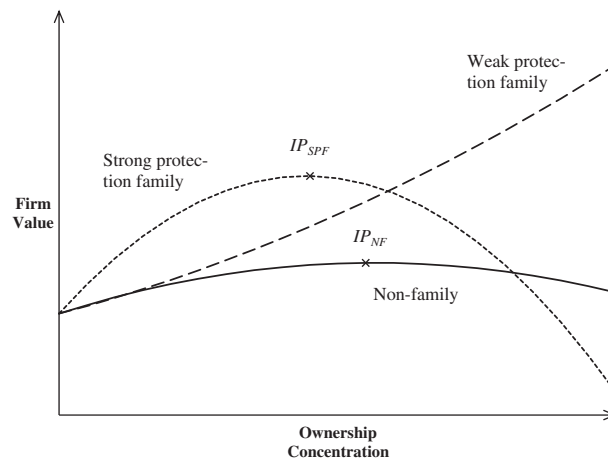 Weak protec-
tion family
IP_SPF
Strong protec-
tion family
Firm
Value
IP_NF
Non-family
Ownership
Concentration